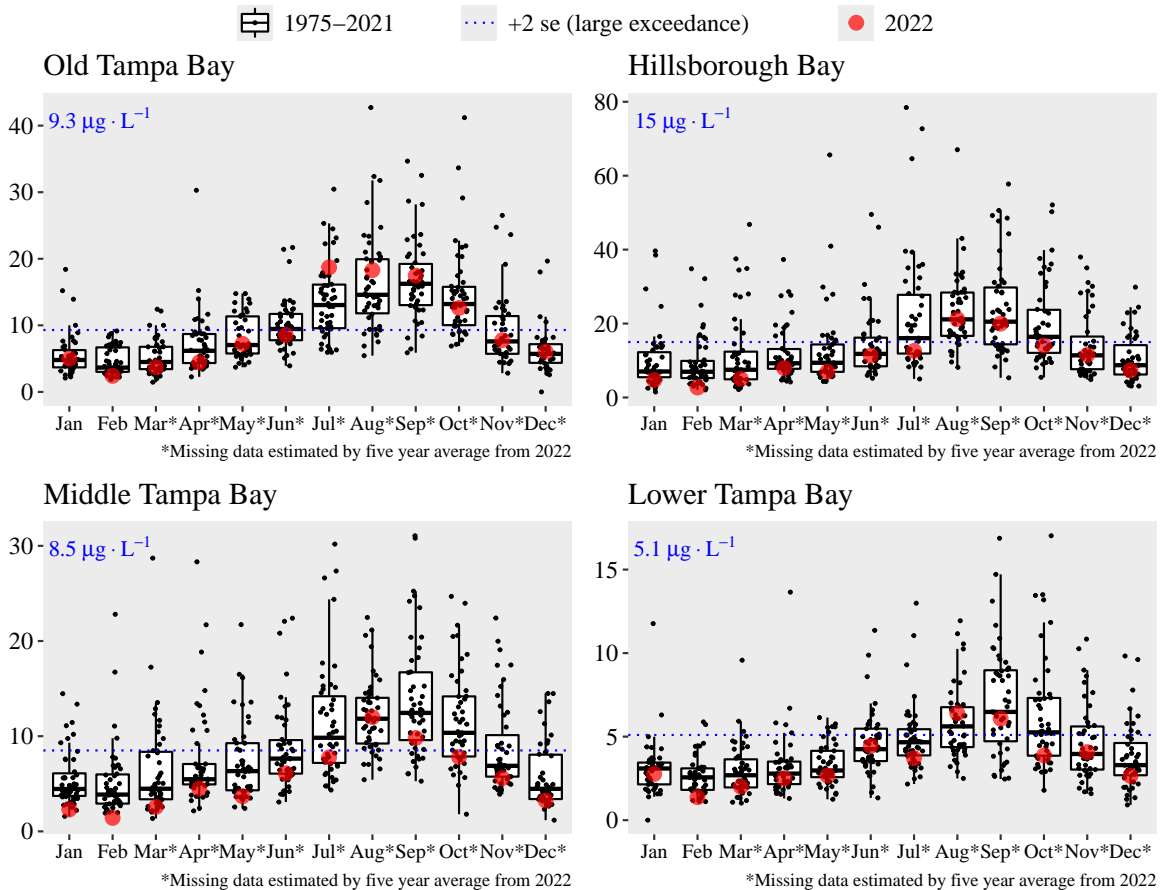 1975–2021 +2 se (large exceedance) 2022
Old Tampa Bay
9.3 μg · L⁻¹
40
30
20
10
0
Jan Feb Mar* Apr* May* Jun* Jul* Aug* Sep* Oct* Nov* Dec*
*Missing data estimated by five year average from 2022
Hillsborough Bay
15 μg · L⁻¹
80
60
40
20
0
Jan Feb Mar* Apr* May* Jun* Jul* Aug* Sep* Oct* Nov* Dec*
*Missing data estimated by five year average from 2022
Middle Tampa Bay
8.5 μg · L⁻¹
30
20
10
0
Jan Feb Mar* Apr* May* Jun* Jul* Aug* Sep* Oct* Nov* Dec*
*Missing data estimated by five year average from 2022
Lower Tampa Bay
5.1 μg · L⁻¹
15
10
5
0
Jan Feb Mar* Apr* May* Jun* Jul* Aug* Sep* Oct* Nov* Dec*
*Missing data estimated by five year average from 2022